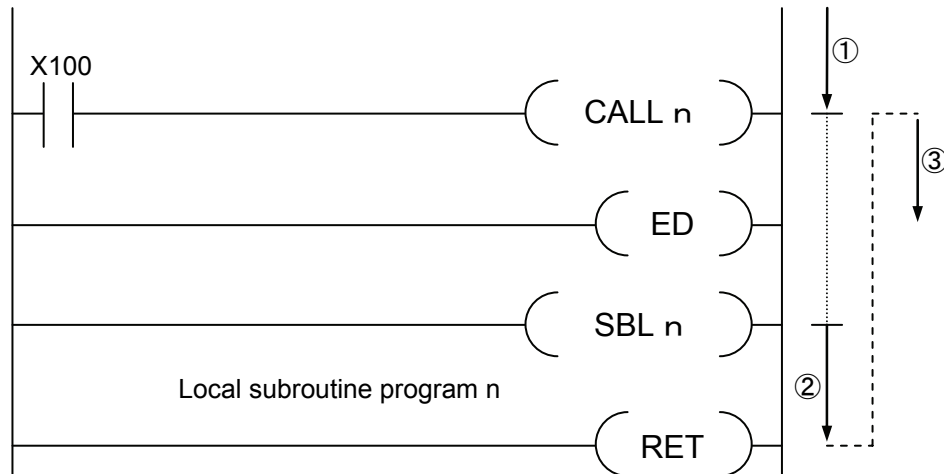 X100
CALL n
①
③
ED
SBL n
Local subroutine program n
②
RET